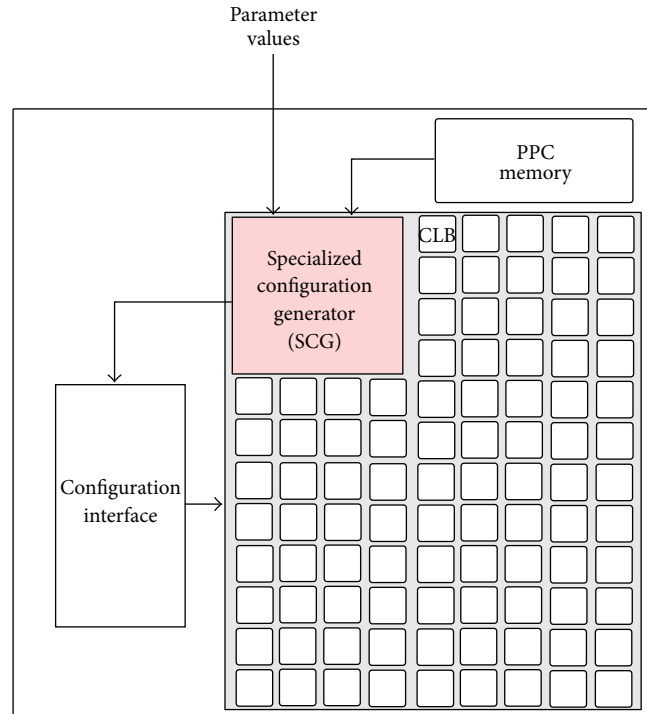 Parameter
values
PPC
memory
CLB
Specialized
configuration
generator
(SCG)
Configuration
interface